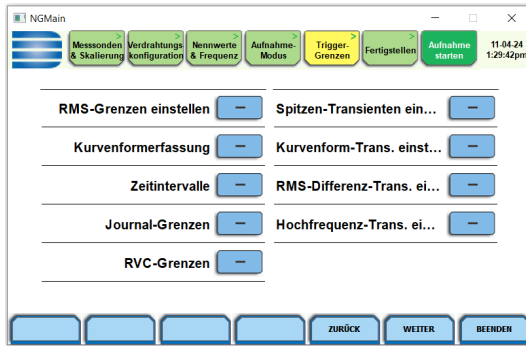 NGMain
Messsonden
& Skalierung
Verdrahtungs-
konfiguration
Nennwerte
& Frequenz
Aufnahme-
Modus
Trigger-
Grenzen
Fertigstellen
Aufnahme
starten
11-04-24
1:29:42pm
RMS-Grenzen einstellen
Spitzen-Transienten ein...
Kurvenformerfassung
Kurvenform-Trans. einst...
Zeitintervalle
RMS-Differenz-Trans. ei...
Journal-Grenzen
Hochfrequenz-Trans. ei...
RVC-Grenzen
ZURÜCK
WEITER
BEENDEN